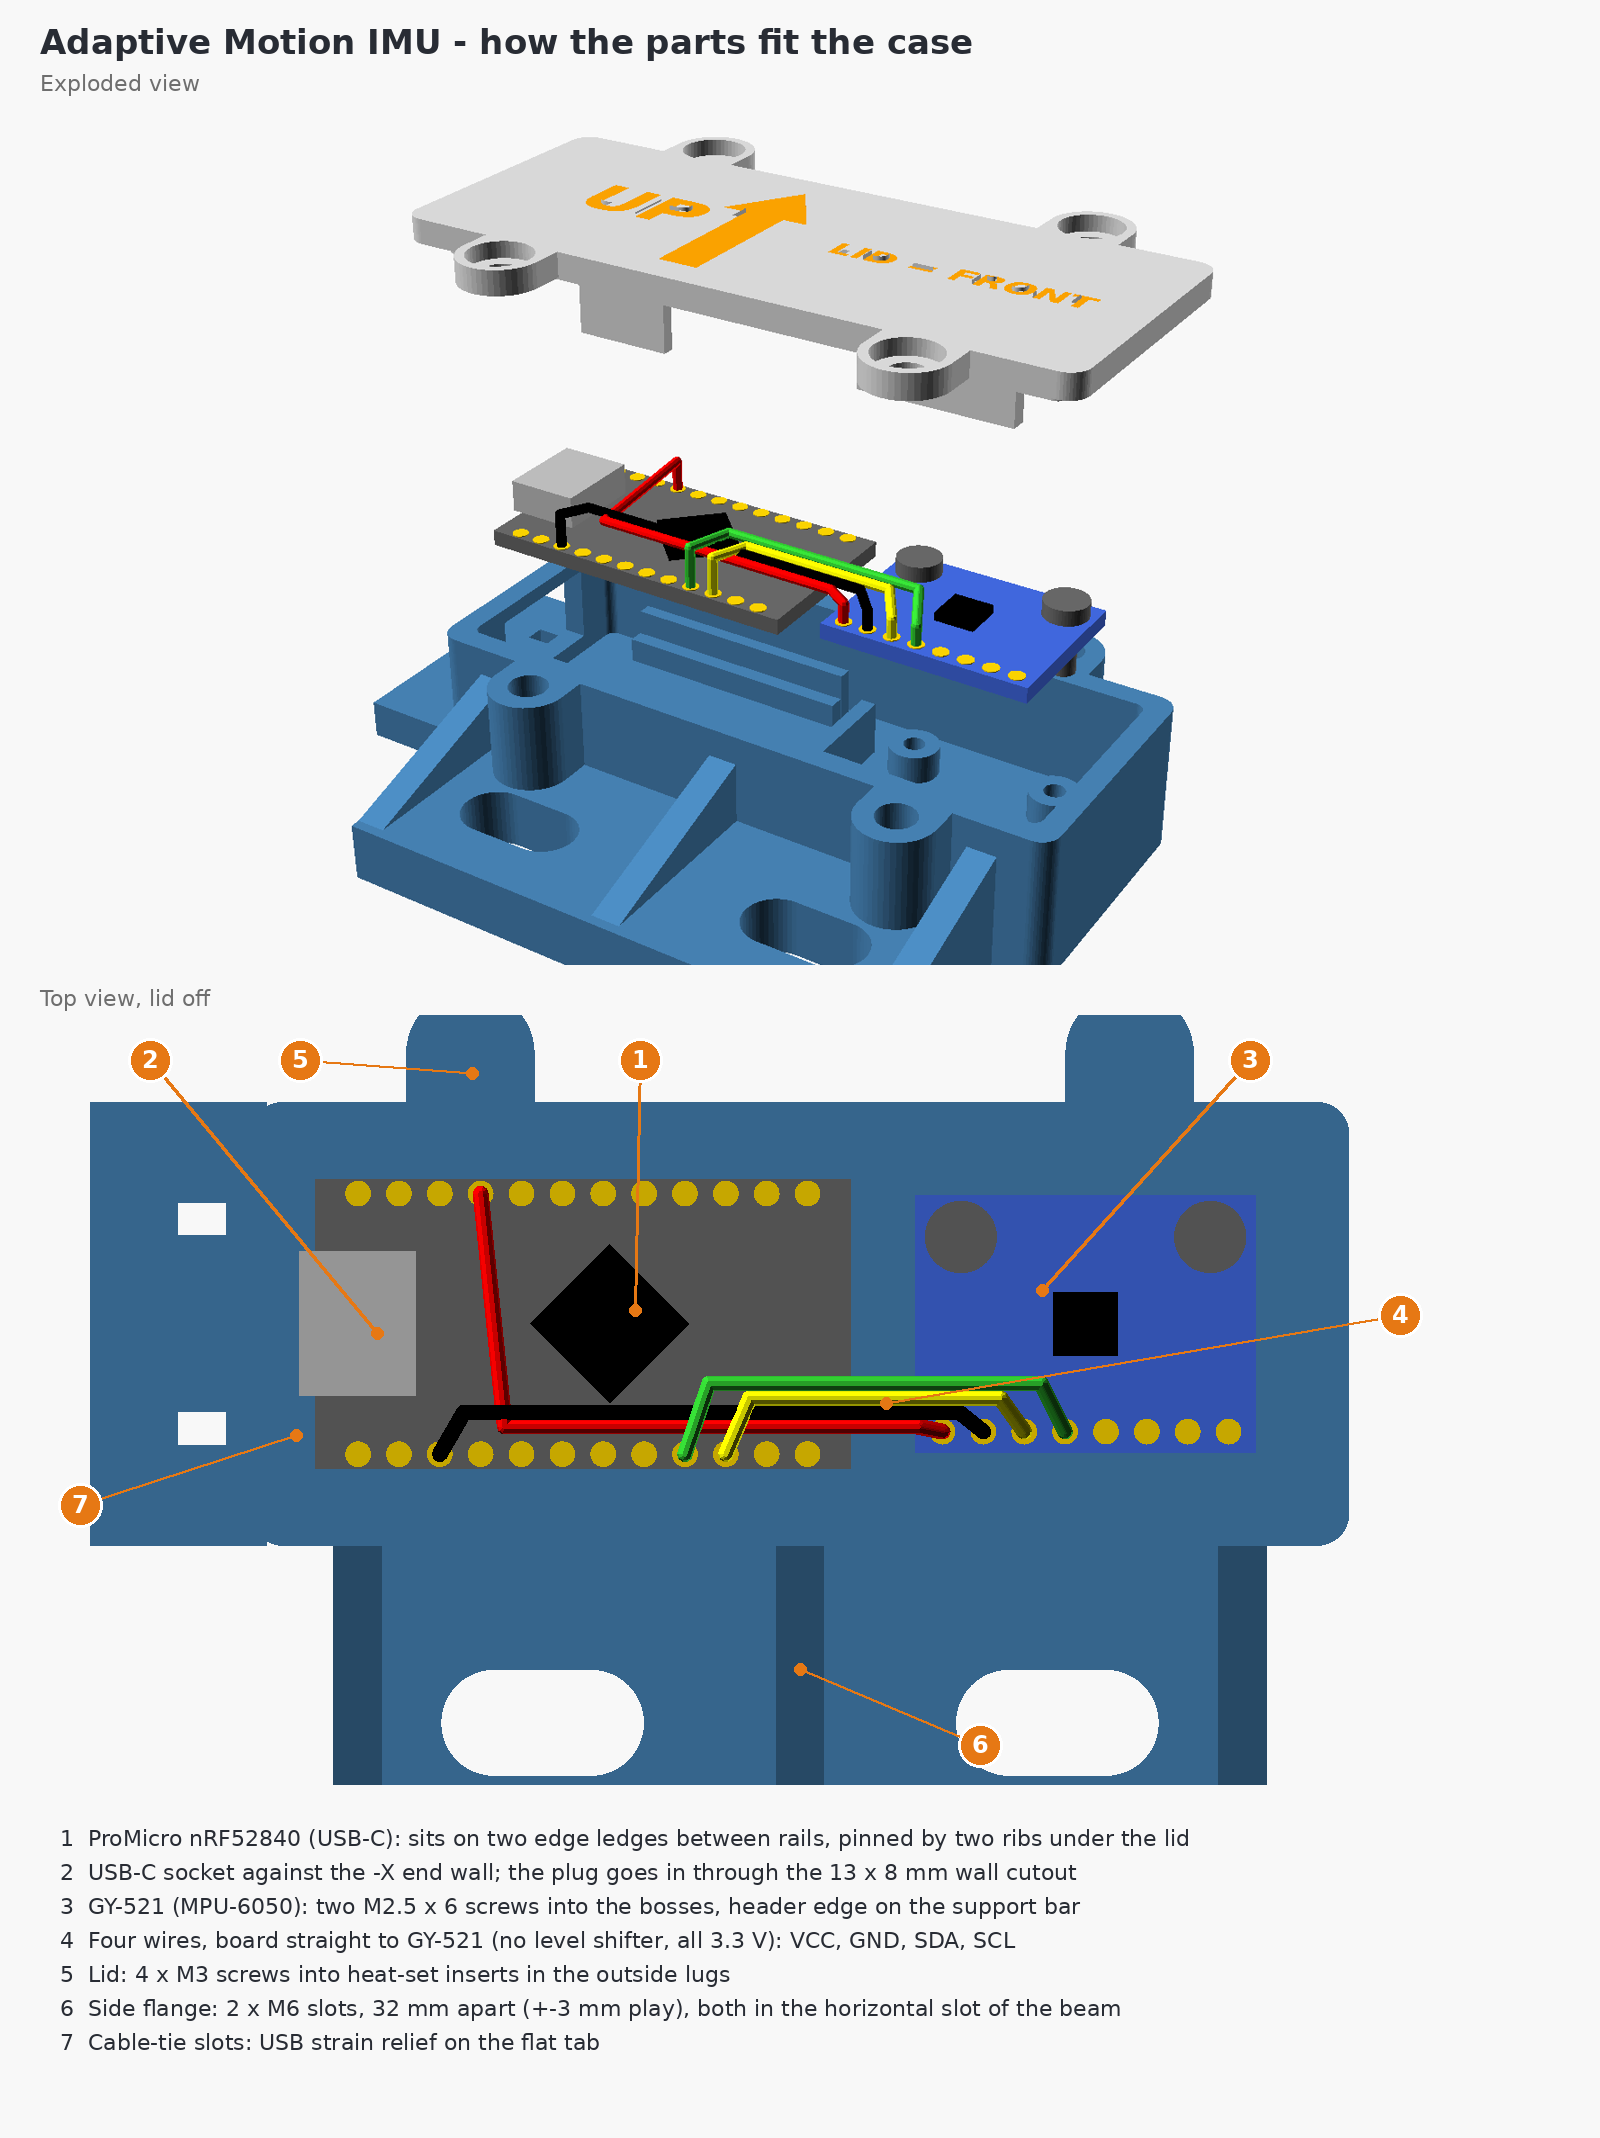 Adaptive Motion IMU - how the parts fit the case
Exploded view
UP
LID - FRONT
Top view, lid off
2
5
1
3
4
7
6
1 ProMicro nRF52840 (USB-C): sits on two edge ledges between rails, pinned by two ribs under the lid
2 USB-C socket against the -X end wall; the plug goes in through the 13 x 8 mm wall cutout
3 GY-521 (MPU-6050): two M2.5 x 6 screws into the bosses, header edge on the support bar
4 Four wires, board straight to GY-521 (no level shifter, all 3.3 V): VCC, GND, SDA, SCL
5 Lid: 4 x M3 screws into heat-set inserts in the outside lugs
6 Side flange: 2 x M6 slots, 32 mm apart (+-3 mm play), both in the horizontal slot of the beam
7 Cable-tie slots: USB strain relief on the flat tab